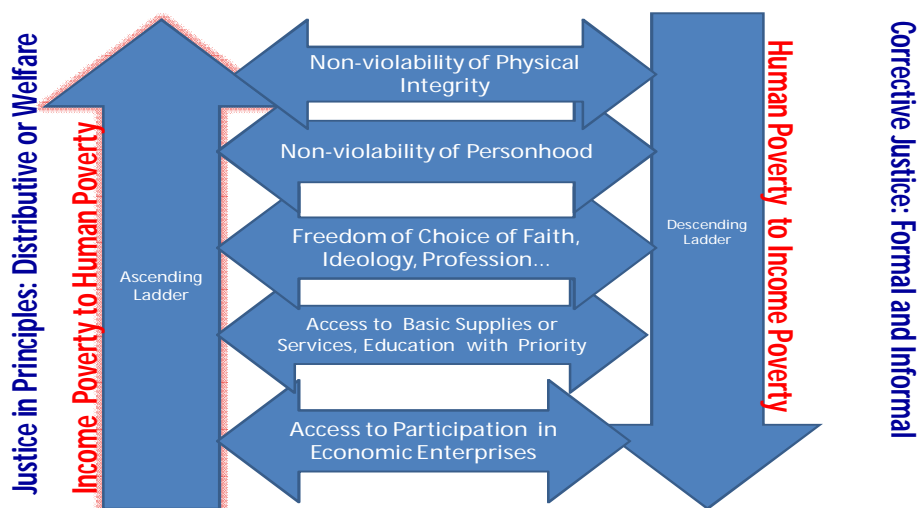 Justice in Principles: Distributive or Welfare
Income Poverty to Human Poverty
Ascending
Ladder
Non-violability of Physical
Integrity
Non-violability of Personhood
Freedom of Choice of Faith,
Ideology, Profession...
Access to Basic Supplies or
Services, Education with Priority
Access to Participation in
Economic Enterprises
Descending
Ladder
Human Poverty to Income Poverty
Corrective Justice: Formal and Informal